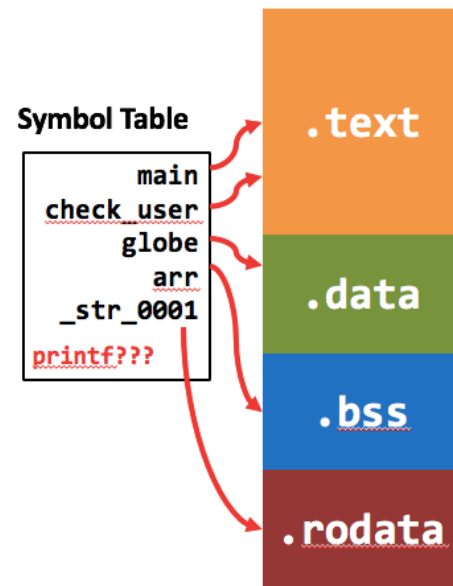 Symbol Table
main
check_user
globe
arr
_str_0001
printf???
.text
.data
.bss
.rodata